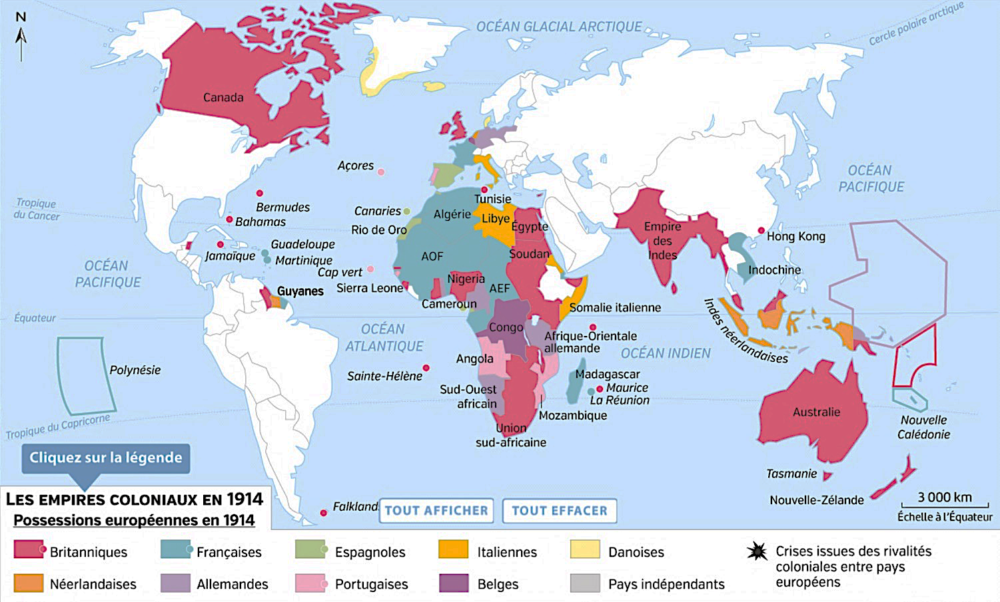 N
OCÉAN GLACIAL ARCTIQUE
Cercle polaire arctique
Canada
Açores
OCÉAN
PACIFIQUE
Tropique
du Cancer
Bermudes
Bahamas
Canaries
Rio de Oro
Tunisie
Algérie
Libye
Égypte
Empire
des
Indes
Hong Kong
Jamaïque
Guadeloupe
Martinique
Cap vert
Sierra Leone
AOF
Soudan
Nigeria
AEF
Cameroun
Indochine
OCÉAN
PACIFIQUE
Guyanes
Somalie italienne
Indes néerlandaises
Équateur
OCÉAN
ATLANTIQUE
Congo
Afrique-Orientale
allemande
OCÉAN INDIEN
Polynésie
Angola
Sainte-Hélène
Sud-Ouest
africain
Madagascar
Maurice
La Réunion
Mozambique
Union
sud-africaine
Australie
Nouvelle
Calédonie
Tropique du Capricorne
Tasmanie
Nouvelle-Zélande
Cliquez sur la légende
Falkland
TOUT AFFICHER
TOUT EFFACER
3 000 km
Échelle à l'Équateur
LES EMPIRES COLONIAUX EN 1914
Possessions européennes en 1914
Britanniques
Françaises
Espagnoles
Italiennes
Danoises
Néerlandaises
Allemandes
Portugaises
Belges
Pays indépendants
Crises issues des rivalités
coloniales entre pays
européens